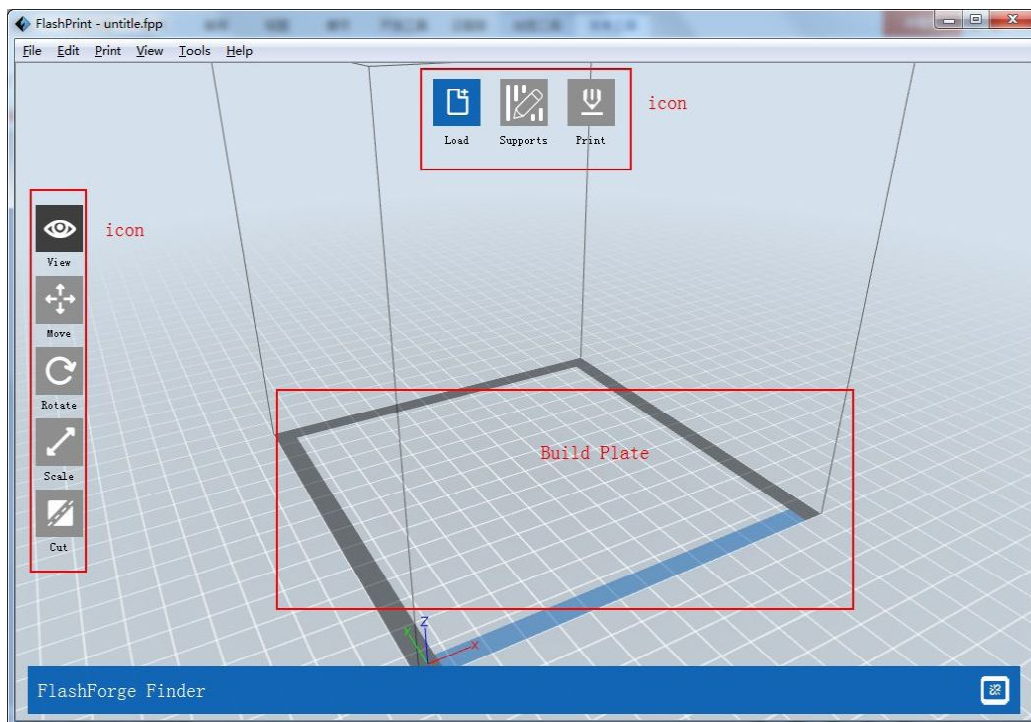 FlashPrint - untitle.fpp
File Edit Print View Tools Help
Load Supports Print
icon
View
icon
Move
Rotate
Scale
Cut
Build Plate
Z
X
FlashForge Finder